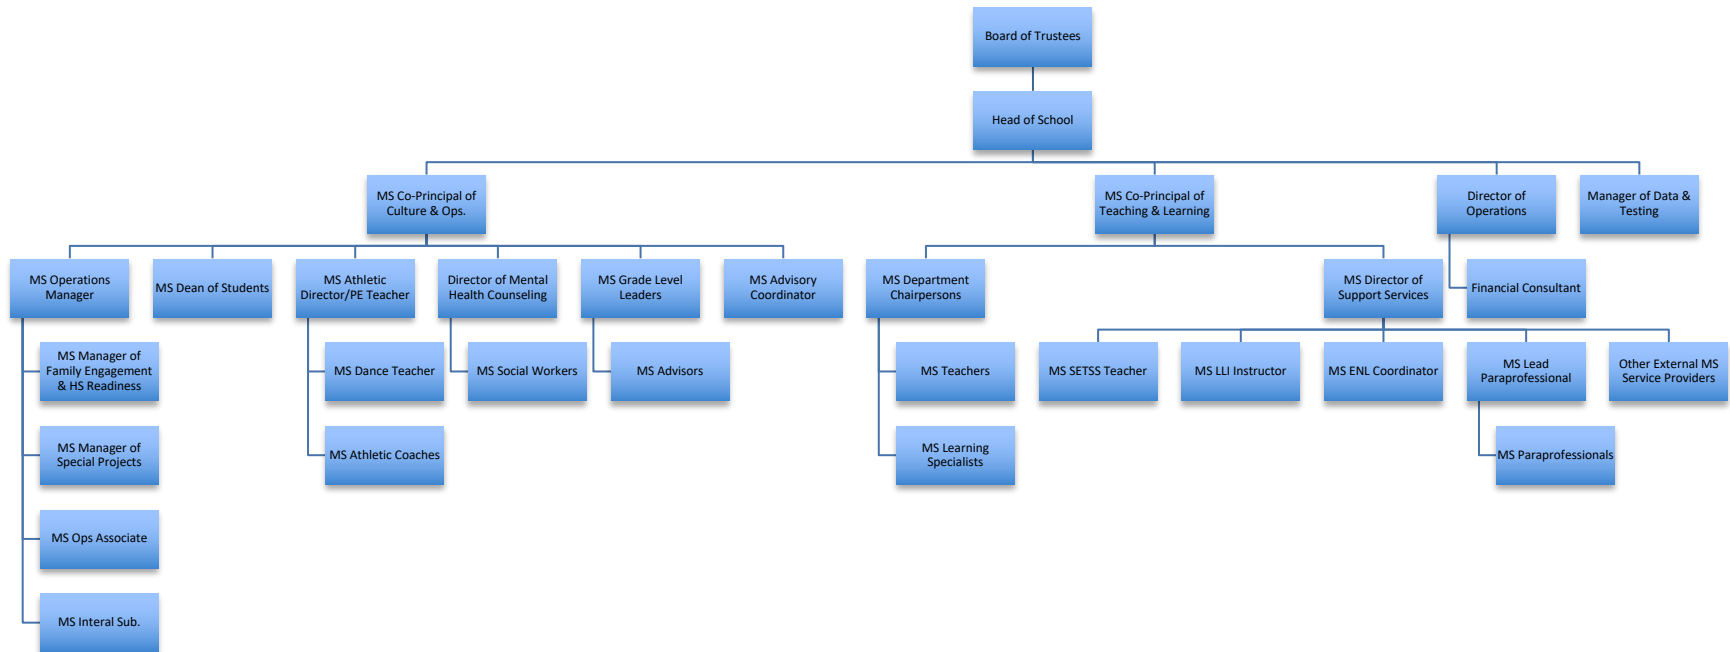 Board of Trustees
Head of School
MS Co-Principal of
Culture & Ops.
MS Co-Principal of
Teaching & Learning
Director of
Operations
Manager of Data &
Testing
MS Operations
Manager
MS Dean of Students
MS Athletic
Director/PE Teacher
Director of Mental
Health Counseling
MS Grade Level
Leaders
MS Advisory
Coordinator
MS Department
Chairpersons
MS Director of
Support Services
Financial Consultant
MS Manager of
Family Engagement
& HS Readiness
MS Dance Teacher
MS Social Workers
MS Advisors
MS Teachers
MS SETSS Teacher
MS LLI Instructor
MS ENL Coordinator
MS Lead
Paraprofessional
Other External MS
Service Providers
MS Manager of
Special Projects
MS Athletic Coaches
MS Learning
Specialists
MS Paraprofessionals
MS Ops Associate
MS Interal Sub.